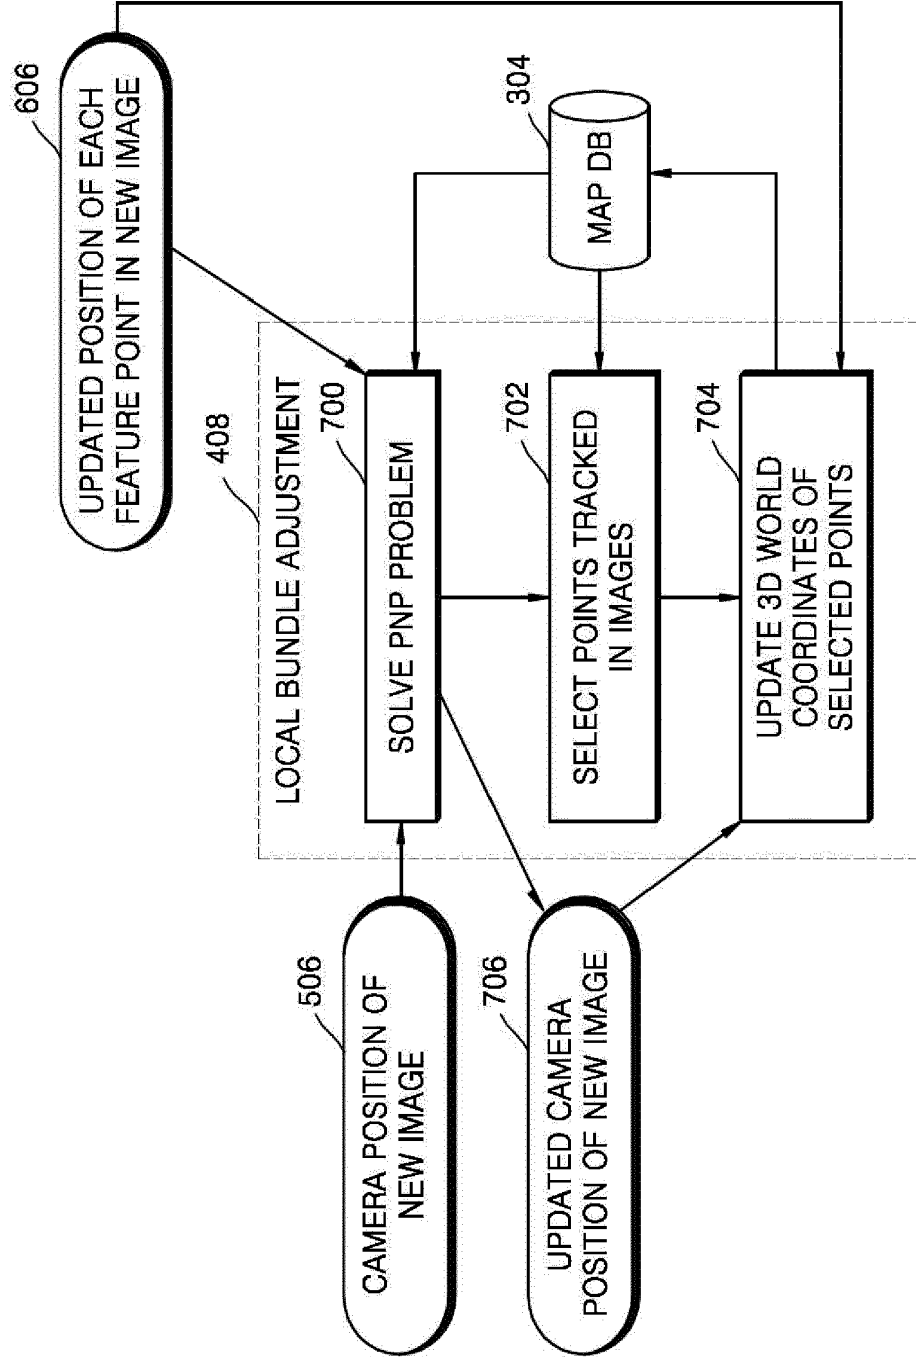 606
UPDATED POSITION OF EACH
FEATURE POINT IN NEW IMAGE
408
LOCAL BUNDLE ADJUSTMENT
506
CAMERA POSITION OF
NEW IMAGE
700
SOLVE PNP PROBLEM
304
MAP DB
706
UPDATED CAMERA
POSITION OF NEW IMAGE
702
SELECT POINTS TRACKED
IN IMAGES
704
UPDATE 3D WORLD
COORDINATES OF
SELECTED POINTS